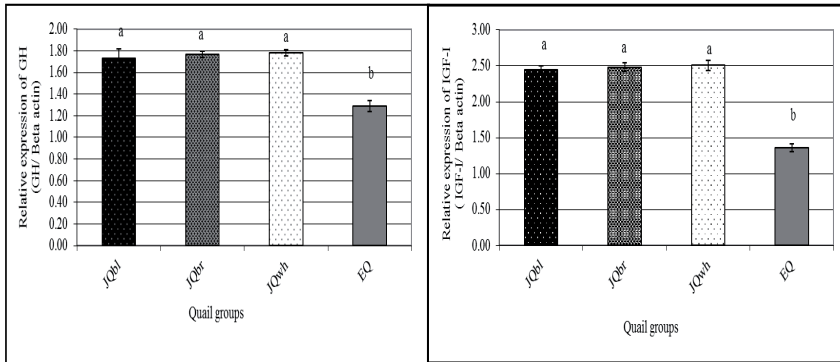 Relative expression of GH
(GH/ Beta actin)
2.00
1.80
1.60
1.40
1.20
1.00
0.80
0.60
0.40
0.20
0.00
a
a
a
b
JQbl
JQbr
JQwh
EQ
Quail groups
Relative expression of IGF-I
( IGF-I/ Beta actin)
3.00
2.50
2.00
1.50
1.00
0.50
0.00
a
a
a
b
JQbl
JQbr
JQwh
EQ
Quail groups